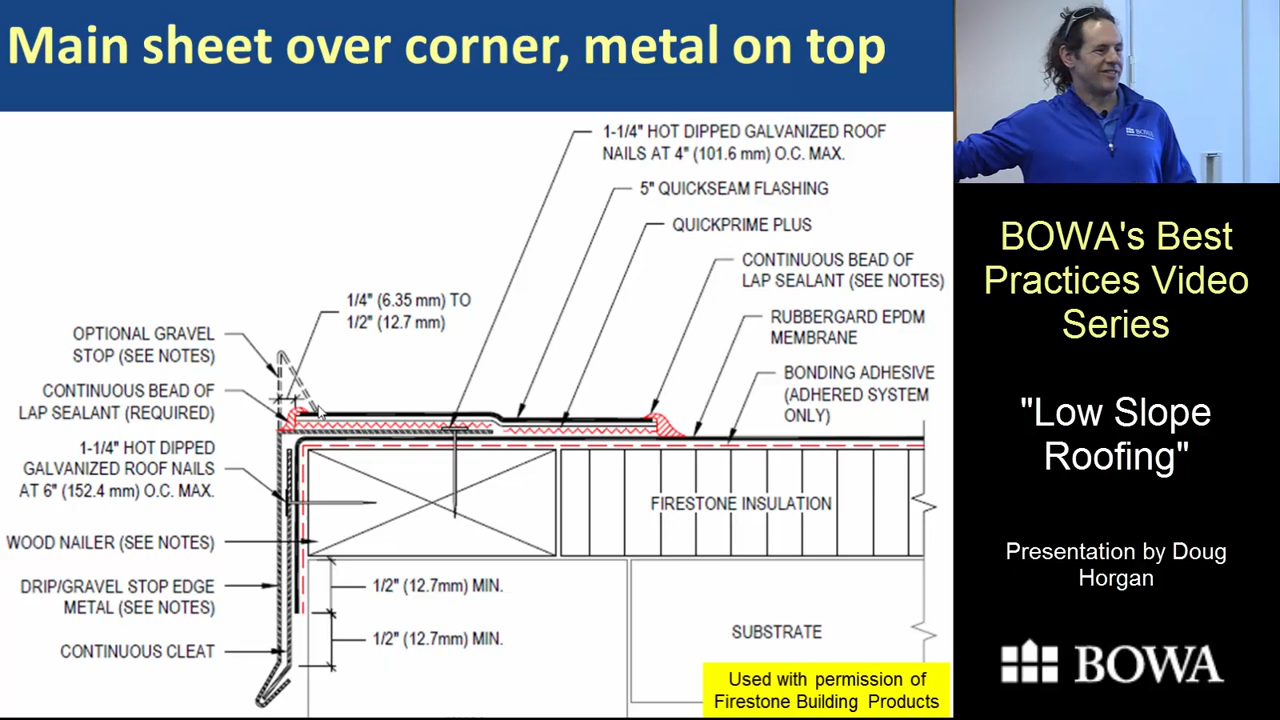 Main sheet over corner, metal on top
1-1/4" HOT DIPPED GALVANIZED ROOF
NAILS AT 4" (101.6 mm) O.C. MAX.
5" QUICKSEAM FLASHING
QUICKPRIME PLUS
CONTINUOUS BEAD OF
LAP SEALANT (SEE NOTES)
RUBBERGARD EPDM
MEMBRANE
BONDING ADHESIVE
(ADHERED SYSTEM
ONLY)
1/4" (6.35 mm) TO
1/2" (12.7 mm)
OPTIONAL GRAVEL
STOP (SEE NOTES)
CONTINUOUS BEAD OF
LAP SEALANT (REQUIRED)
1-1/4" HOT DIPPED
GALVANIZED ROOF NAILS
AT 6" (152.4 mm) O.C. MAX.
WOOD NAILER (SEE NOTES)
DRIP/GRAVEL STOP EDGE
METAL (SEE NOTES)
CONTINUOUS CLEAT
FIRESTONE INSULATION
1/2" (12.7mm) MIN.
1/2" (12.7mm) MIN.
SUBSTRATE
Used with permission of
Firestone Building Products
BOWA
BOWA's Best
Practices Video
Series
"Low Slope
Roofing"
Presentation by Doug
Horgan
BOWA